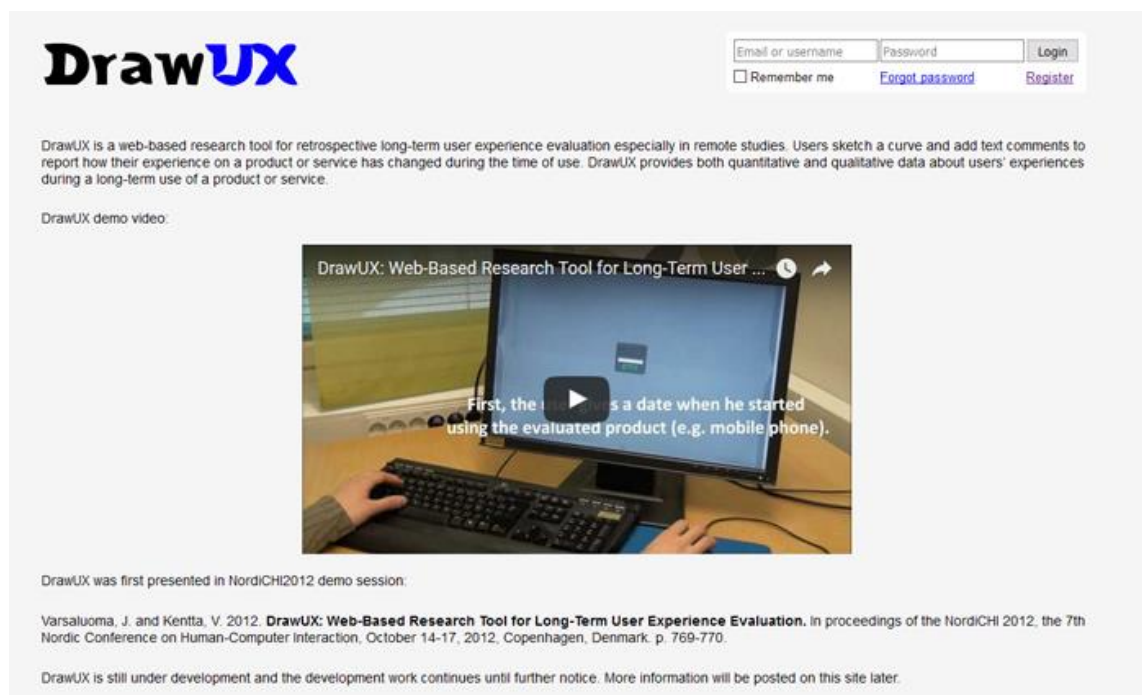 DrawUX
Email or username Password Login
Remember me Forgot password Register
DrawUX is a web-based research tool for retrospective long-term user experience evaluation especially in remote studies. Users sketch a curve and add text comments to
report how their experience on a product or service has changed during the time of use. DrawUX provides both quantitative and qualitative data about users' experiences
during a long-term use of a product or service.
DrawUX demo video:
DrawUX: Web-Based Research Tool for Long-Term User ...
First, the s a date when he started
using the evaluated product (e.g. mobile phone).
DrawUX was first presented in NordiCHI2012 demo session:
Varsaluoma, J. and Kentta, V. 2012. DrawUX: Web-Based Research Tool for Long-Term User Experience Evaluation. In proceedings of the NordiCHI 2012, the 7th
Nordic Conference on Human-Computer Interaction, October 14-17, 2012, Copenhagen, Denmark. p. 769-770.
DrawUX is still under development and the development work continues until further notice. More information will be posted on this site later.